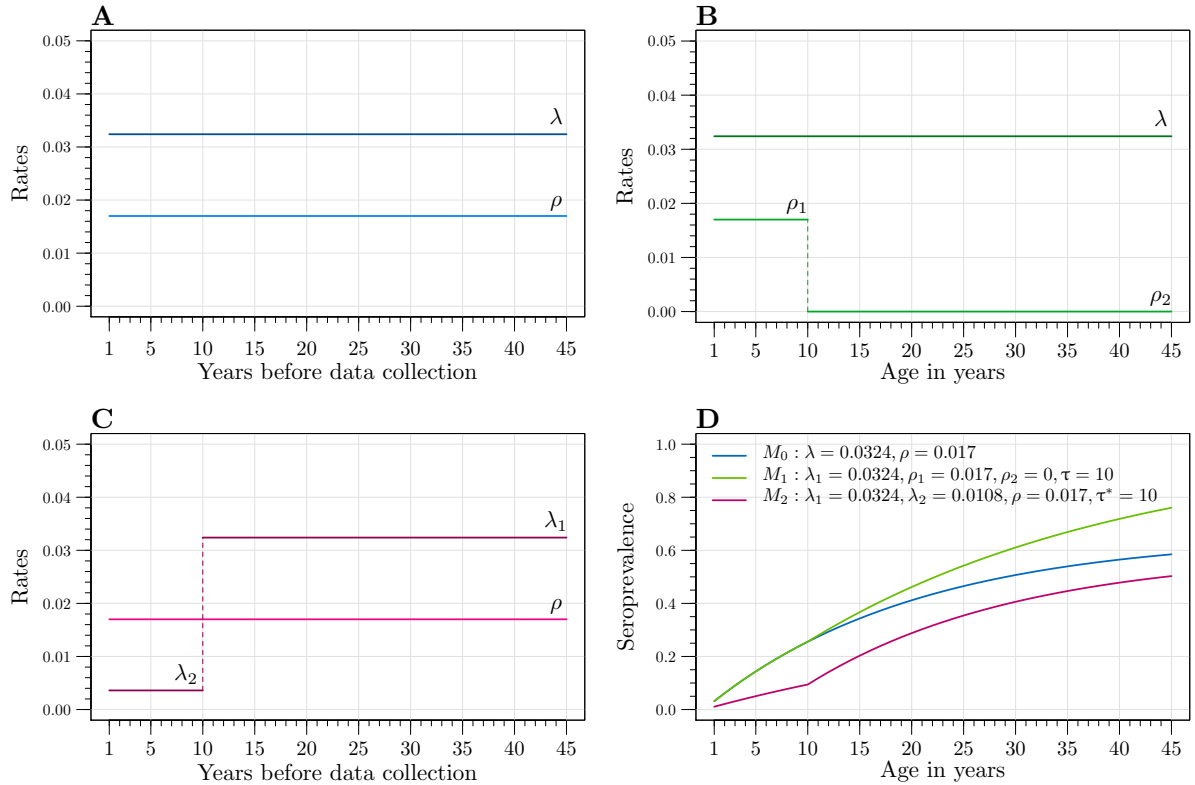 A
0.05
0.04
0.03
0.02
0.01
0.00
Rates
λ
ρ
1 5 10 15 20 25 30 35 40 45
Years before data collection
B
0.05
0.04
0.03
0.02
0.01
0.00
Rates
λ
ρ₁
ρ₂
1 5 10 15 20 25 30 35 40 45
Age in years
C
0.05
0.04
0.03
0.02
0.01
0.00
Rates
λ₁
ρ
λ₂
1 5 10 15 20 25 30 35 40 45
Years before data collection
D
1.0
0.8
0.6
0.4
0.2
0.0
Seroprevalence
M₀ : λ = 0.0324, ρ = 0.017
M₁ : λ₁ = 0.0324, ρ₁ = 0.017, ρ₂ = 0, τ = 10
M₂ : λ₁ = 0.0324, λ₂ = 0.0108, ρ = 0.017, τ* = 10
1 5 10 15 20 25 30 35 40 45
Age in years